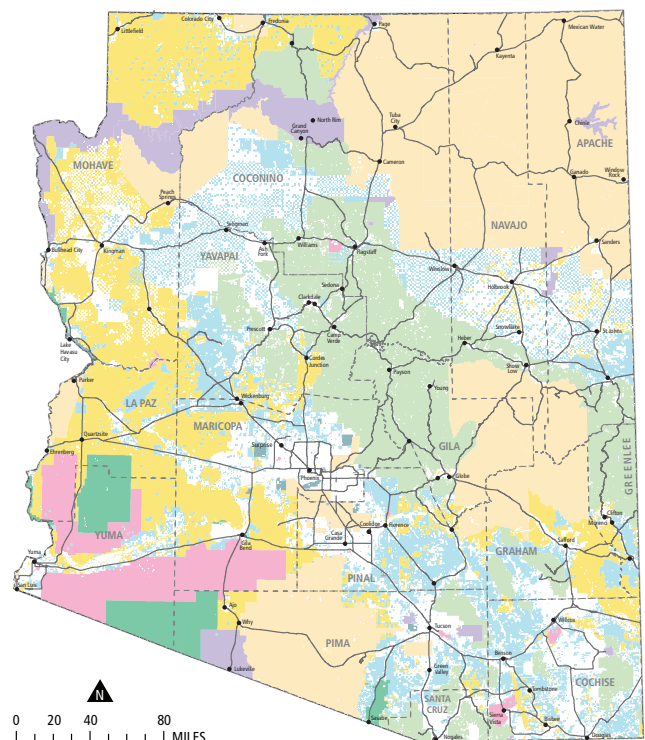 Colorado City
Fredonia
Page
Mexican Water
Littlefield
Kayenta
North Rim
Grand
Canyon
Tuba
City
Chinle
APACHE
MOHAVE
Cameron
COCONINO
Ganado
Window
Rock
Peach
Springs
Seligman
NAVAJO
Bullhead City
Kingman
YAVAPAI
Ash
Fork
Williams
Flagstaff
Sanders
Winslow
Holbrook
Sedona
Clarkdale
Lake
Havasu
City
Prescott
Camp
Verde
Snowflake
St Johns
Heber
Show
Low
Cordes
Junction
Payson
Parker
Young
LA PAZ
Wickenburg
MARICOPA
Quartzsite
Surprise
GILA
GREENLEE
Ehrenberg
Phoenix
Globe
YUMA
Coolidge
Florence
Clifton
Morenci
Casa
Grande
Gila
Bend
Safford
GRAHAM
Yuma
San Luis
PINAL
Ajo
Why
Tucson
Willcox
PIMA
Benson
Lukeville
Green
Valley
COCHISE
Tombstone
SANTA
CRUZ
Sierra
Vista
Sasabe
Bisbee
Nogales
Douglas
N
0 20 40 80
MILES